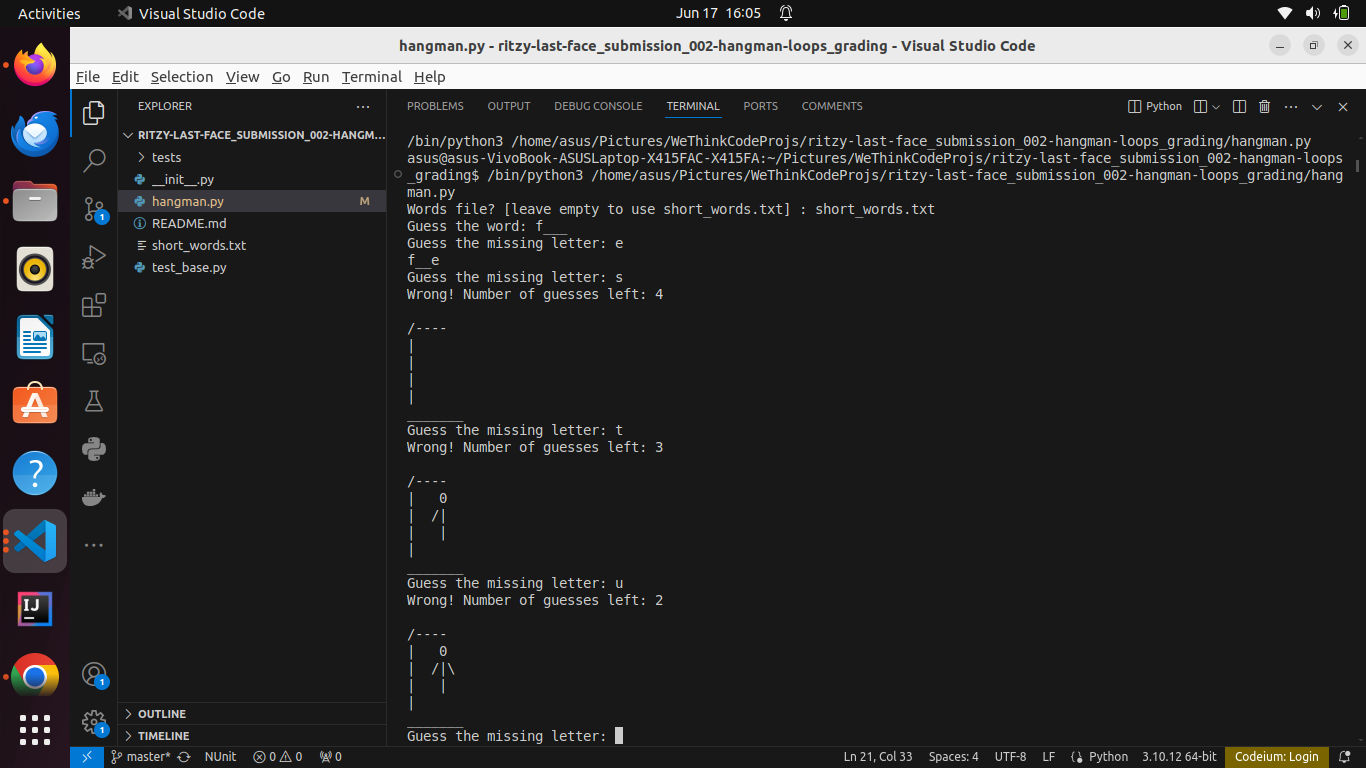 Activities
Visual Studio Code
Jun 17 16:05
hangman.py - ritzy-last-face_submission_002-hangman-loops_grading - Visual Studio Code
File Edit Selection View Go Run Terminal Help
EXPLORER
RITZY-LAST-FACE_SUBMISSION_002-HANGM...
tests
__init__.py
hangman.py M
README.md
short_words.txt
test_base.py
OUTLINE
TIMELINE
1
1
1
PROBLEMS OUTPUT DEBUG CONSOLE TERMINAL PORTS COMMENTS
Python
/bin/python3 /home/asus/Pictures/WeThinkCodeProjs/ritzy-last-face_submission_002-hangman-loops_grading/hangman.py
asus@asus-VivoBook-ASUSLaptop-X415FAC-X415FA:~/Pictures/WeThinkCodeProjs/ritzy-last-face_submission_002-hangman-loops
_grading$ /bin/python3 /home/asus/Pictures/WeThinkCodeProjs/ritzy-last-face_submission_002-hangman-loops_grading/hang
man.py
Words file? [leave empty to use short_words.txt] : short_words.txt
Guess the word: f___
Guess the missing letter: e
f__e
Guess the missing letter: s
Wrong! Number of guesses left: 4

/----
|
|
|
|
_______
Guess the missing letter: t
Wrong! Number of guesses left: 3

/----
|   0
|  /|
|   |
|
_______
Guess the missing letter: u
Wrong! Number of guesses left: 2

/----
|   0
|  /|\
|   |
|
_______
Guess the missing letter:
master* NUnit 0 0 0 Ln 21, Col 33 Spaces: 4 UTF-8 LF Python 3.10.12 64-bit Codeium: Login